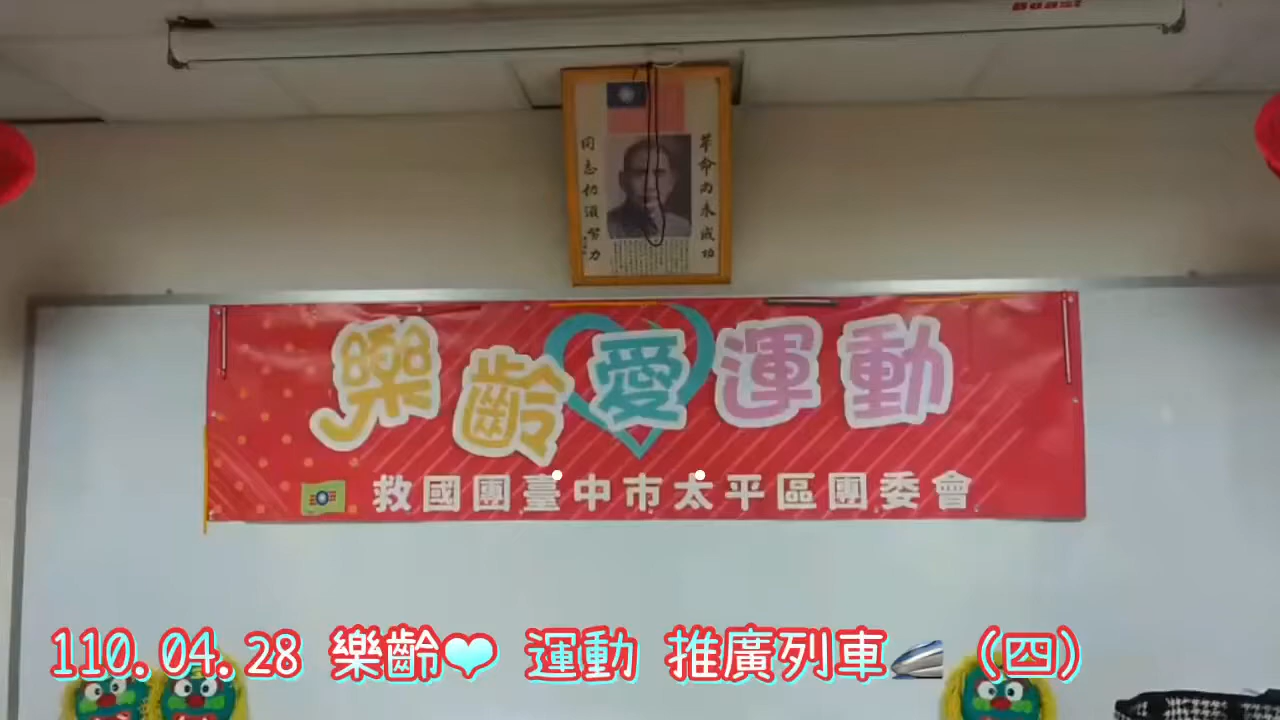 Boast
革命尚未成功
同志仍須努力
樂齡愛運動
救國團臺中市太平區團委會
110.04.28 樂齡❤ 運動 推廣列車🚄 (四)